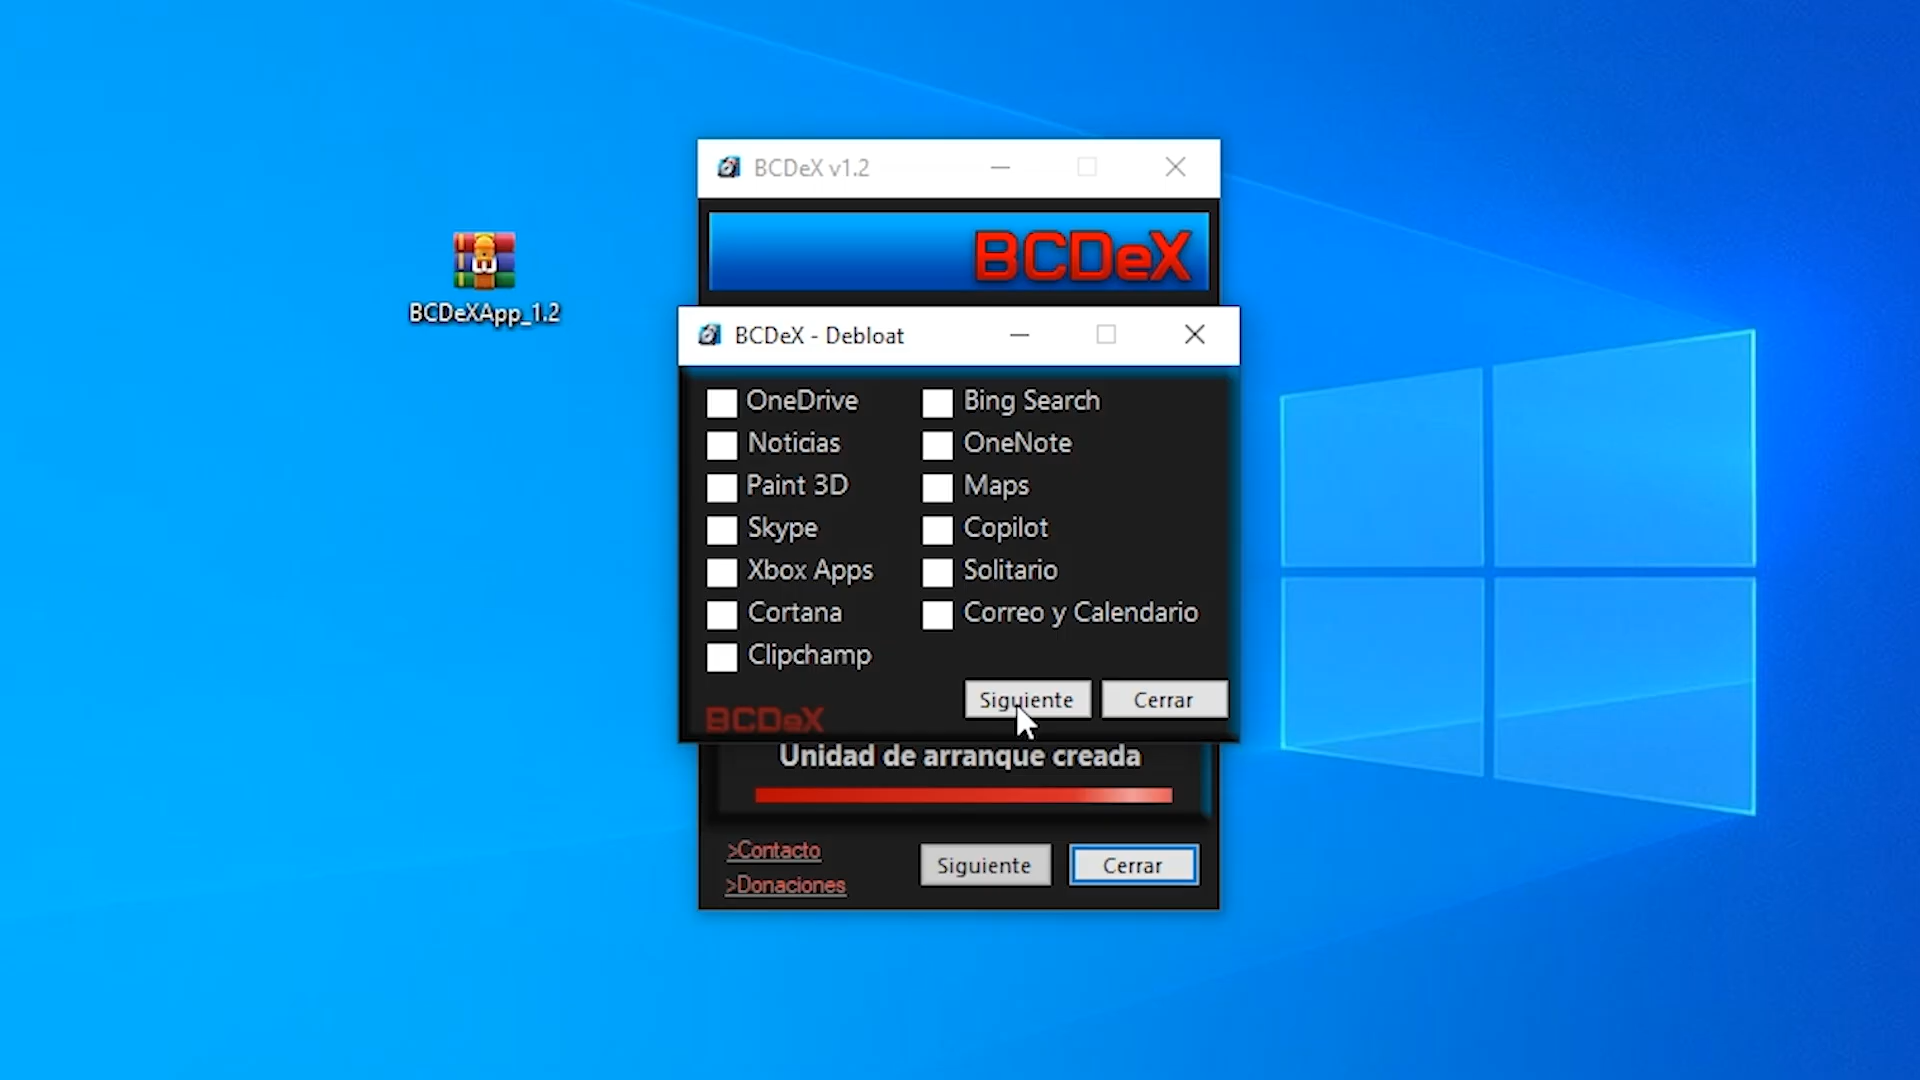 BCDeX v1.2
BCDeX
BCDeXApp_1.2
BCDeX - Debloat
OneDrive
Bing Search
Noticias
OneNote
Paint 3D
Maps
Skype
Copilot
Xbox Apps
Solitario
Cortana
Correo y Calendario
Clipchamp
Siguiente
Cerrar
BCDeX
Unidad de arranque creada
>Contacto
>Donaciones
Siguiente
Cerrar